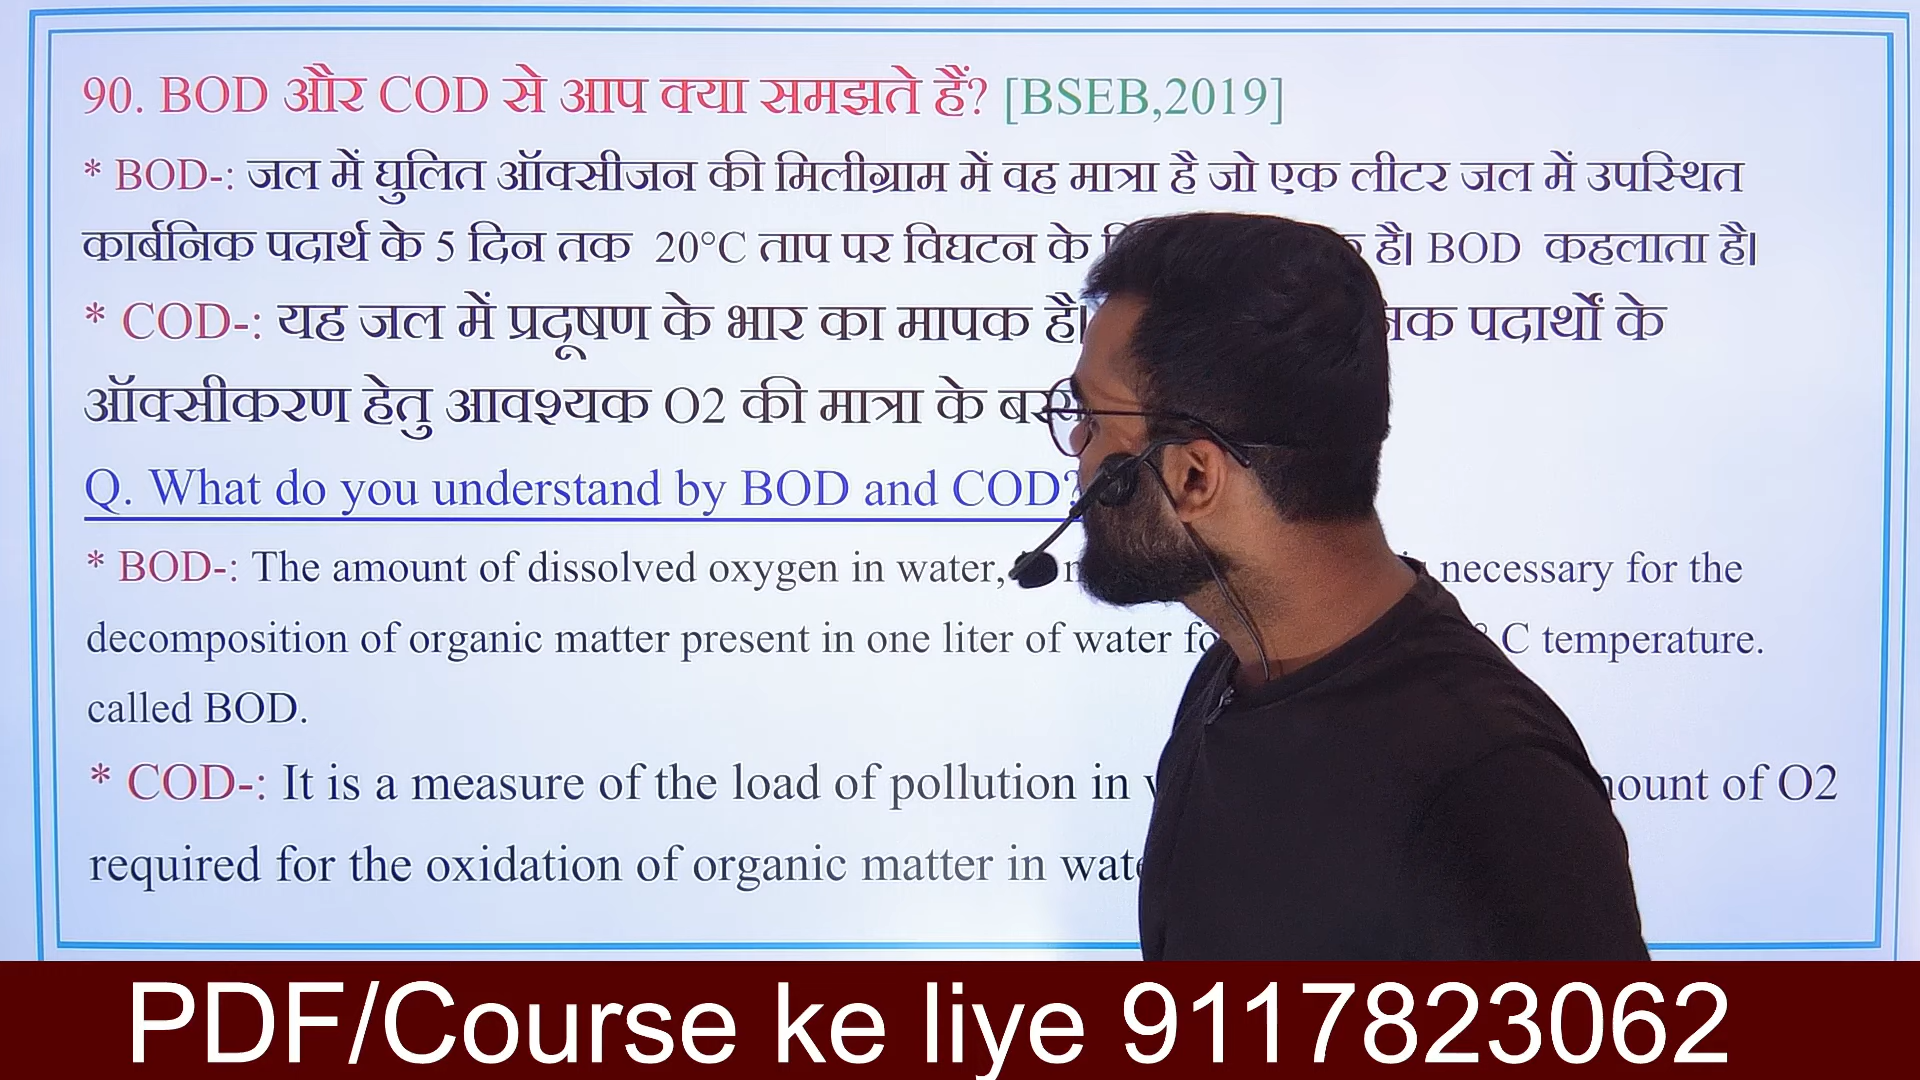 90. BOD और COD से आप क्या समझते हैं? [BSEB,2019]
* BOD-: जल में घुलित ऑक्सीजन की मिलीग्राम में वह मात्रा है जो एक लीटर जल में उपस्थित
कार्बनिक पदार्थ के 5 दिन तक 20°C ताप पर विघटन के है। BOD कहलाता है।
* COD-: यह जल में प्रदूषण के भार का मापक है। पदार्थों के
ऑक्सीकरण हेतु आवश्यक O2 की मात्रा के
Q. What do you understand by BOD and COD?
* BOD-: The amount of dissolved oxygen in water, necessary for the
decomposition of organic matter present in one liter of water C temperature.
called BOD.
* COD-: It is a measure of the load of pollution in of O2
required for the oxidation of organic matter in
PDF/Course ke liye 9117823062